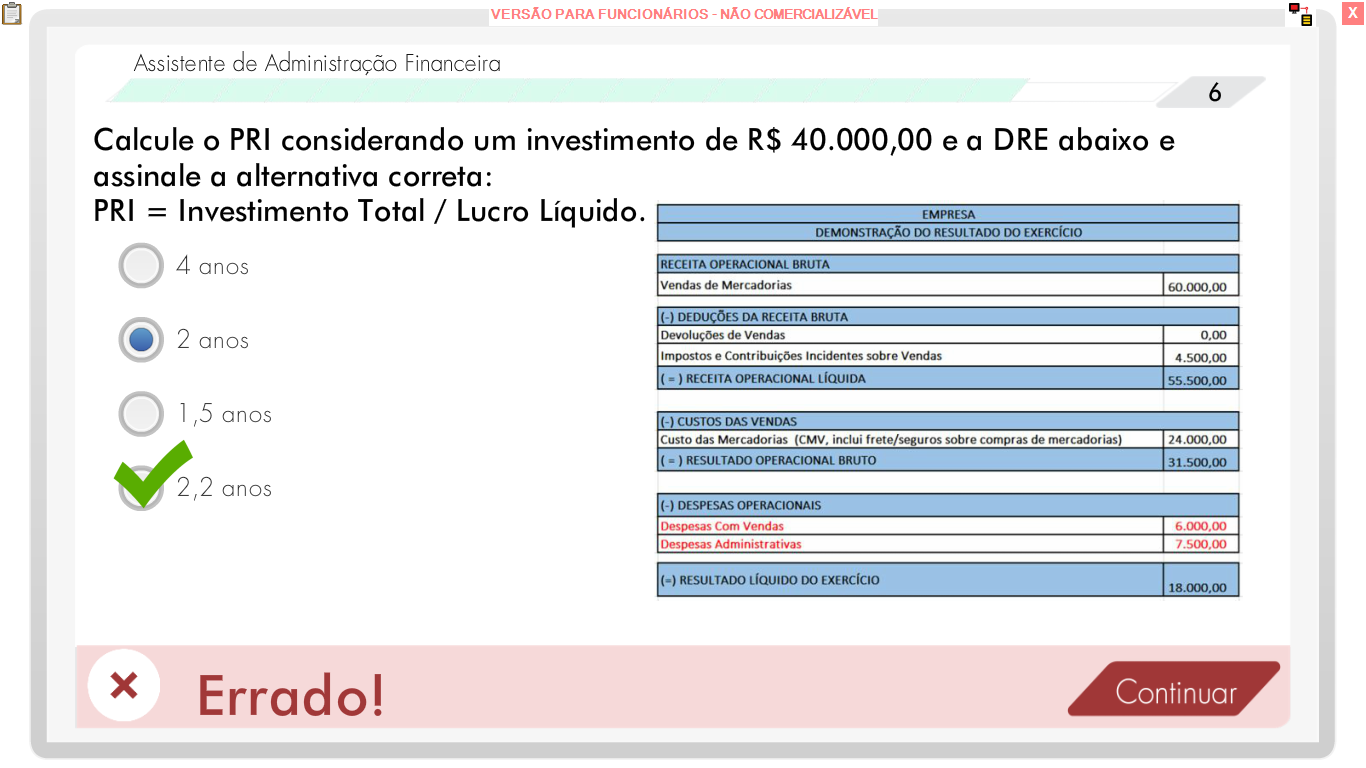 VERSÃO PARA FUNCIONÁRIOS - NÃO COMERCIALIZÁVEL
X
Assistente de Administração Financeira
6
Calcule o PRI considerando um investimento de R$ 40.000,00 e a DRE abaixo e
assinale a alternativa correta:
PRI = Investimento Total / Lucro Líquido.
4 anos
2 anos
1,5 anos
2,2 anos
EMPRESA
DEMONSTRAÇÃO DO RESULTADO DO EXERCÍCIO
RECEITA OPERACIONAL BRUTA
Vendas de Mercadorias 60.000,00
(-) DEDUÇÕES DA RECEITA BRUTA
Devoluções de Vendas 0,00
Impostos e Contribuições Incidentes sobre Vendas 4.500,00
( = ) RECEITA OPERACIONAL LÍQUIDA 55.500,00
(-) CUSTOS DAS VENDAS
Custo das Mercadorias (CMV, inclui frete/seguros sobre compras de mercadorias) 24.000,00
( = ) RESULTADO OPERACIONAL BRUTO 31.500,00
(-) DESPESAS OPERACIONAIS
Despesas Com Vendas 6.000,00
Despesas Administrativas 7.500,00
(=) RESULTADO LÍQUIDO DO EXERCÍCIO 18.000,00
Errado!
Continuar